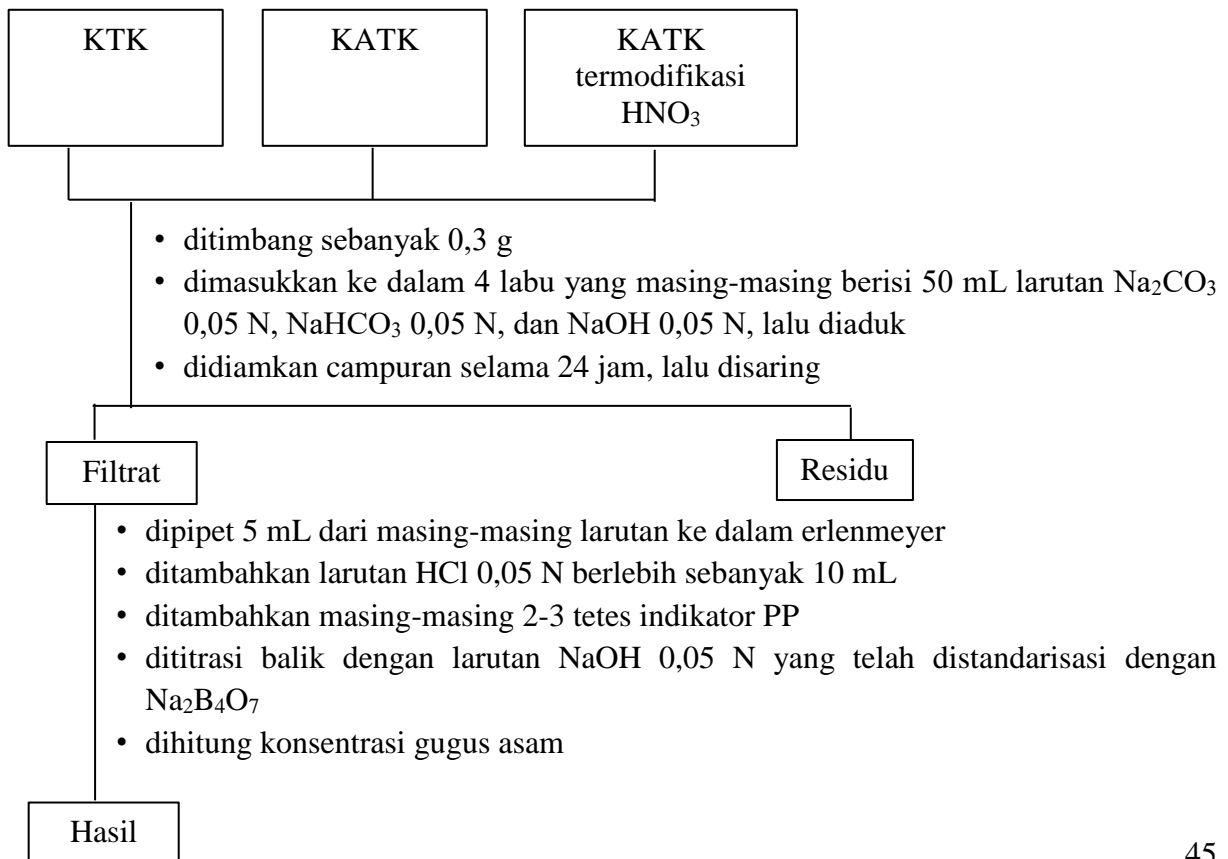 KTK
KATK
KATK
termodifikasi
HNO₃
• ditimbang sebanyak 0,3 g
• dimasukkan ke dalam 4 labu yang masing-masing berisi 50 mL larutan Na₂CO₃
0,05 N, NaHCO₃ 0,05 N, dan NaOH 0,05 N, lalu diaduk
• didiamkan campuran selama 24 jam, lalu disaring
Filtrat
Residu
• dipipet 5 mL dari masing-masing larutan ke dalam erlenmeyer
• ditambahkan larutan HCl 0,05 N berlebih sebanyak 10 mL
• ditambahkan masing-masing 2-3 tetes indikator PP
• dititrasi balik dengan larutan NaOH 0,05 N yang telah distandarisasi dengan
Na₂B₄O₇
• dihitung konsentrasi gugus asam
Hasil
45